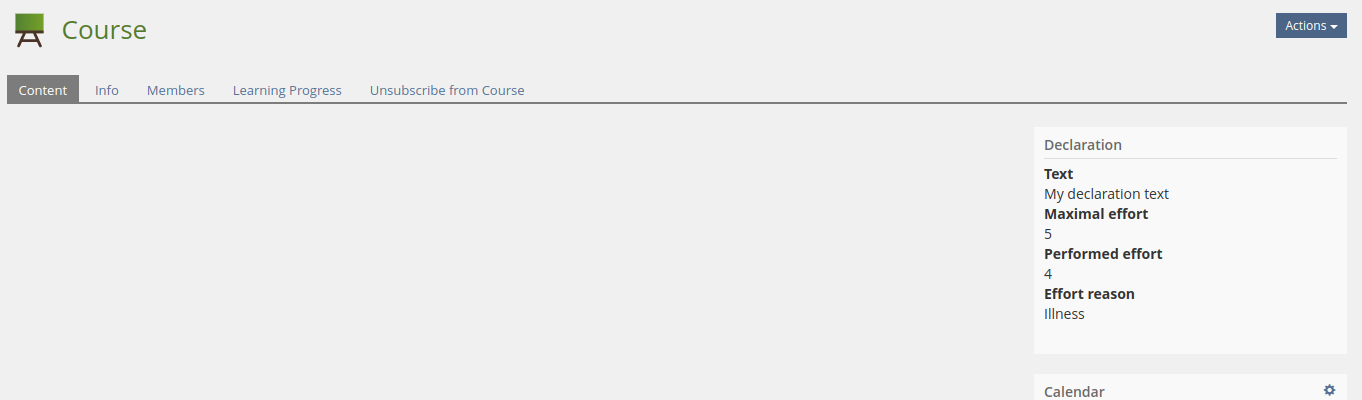 Course
Actions
Content Info Members Learning Progress Unsubscribe from Course
Declaration
Text
My declaration text
Maximal effort
5
Performed effort
4
Effort reason
Illness
Calendar